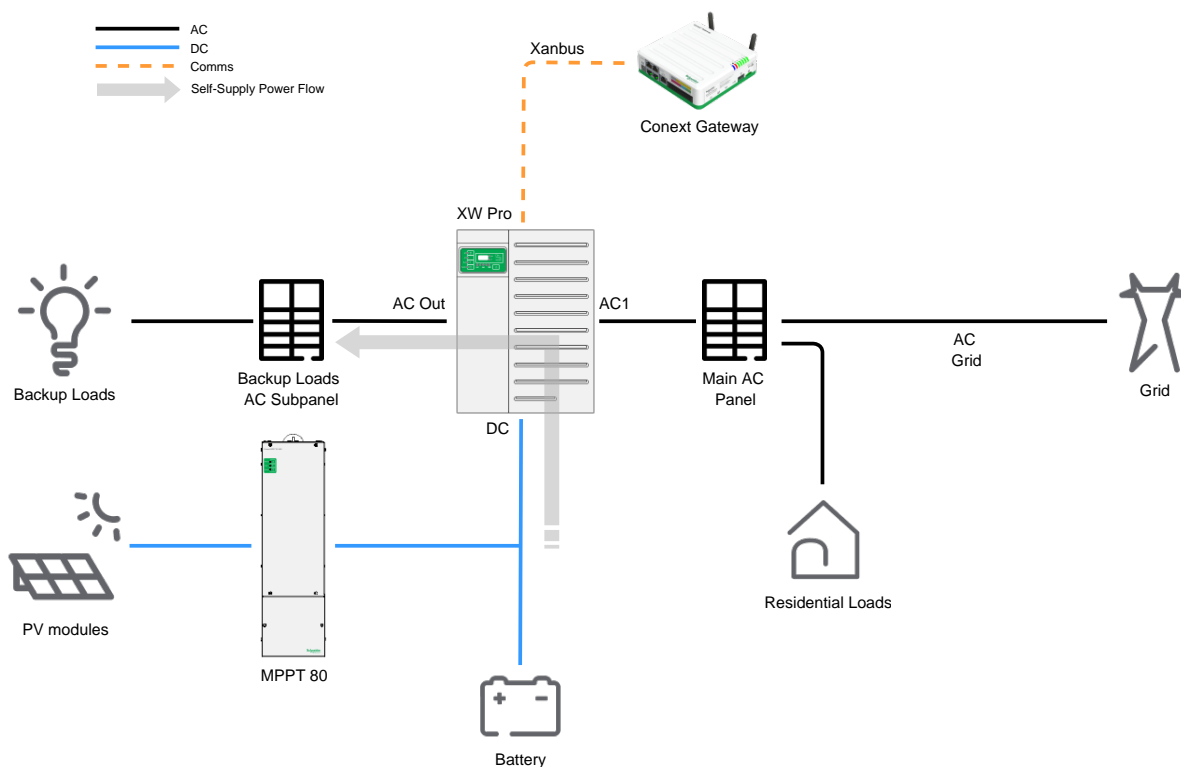 AC
DC
Comms
Self-Supply Power Flow
Xanbus
Conext Gateway
XW Pro
AC Out
AC1
AC
Grid
Backup Loads
Backup Loads
AC Subpanel
Main AC
Panel
Grid
DC
PV modules
MPPT 80
Residential Loads
Battery